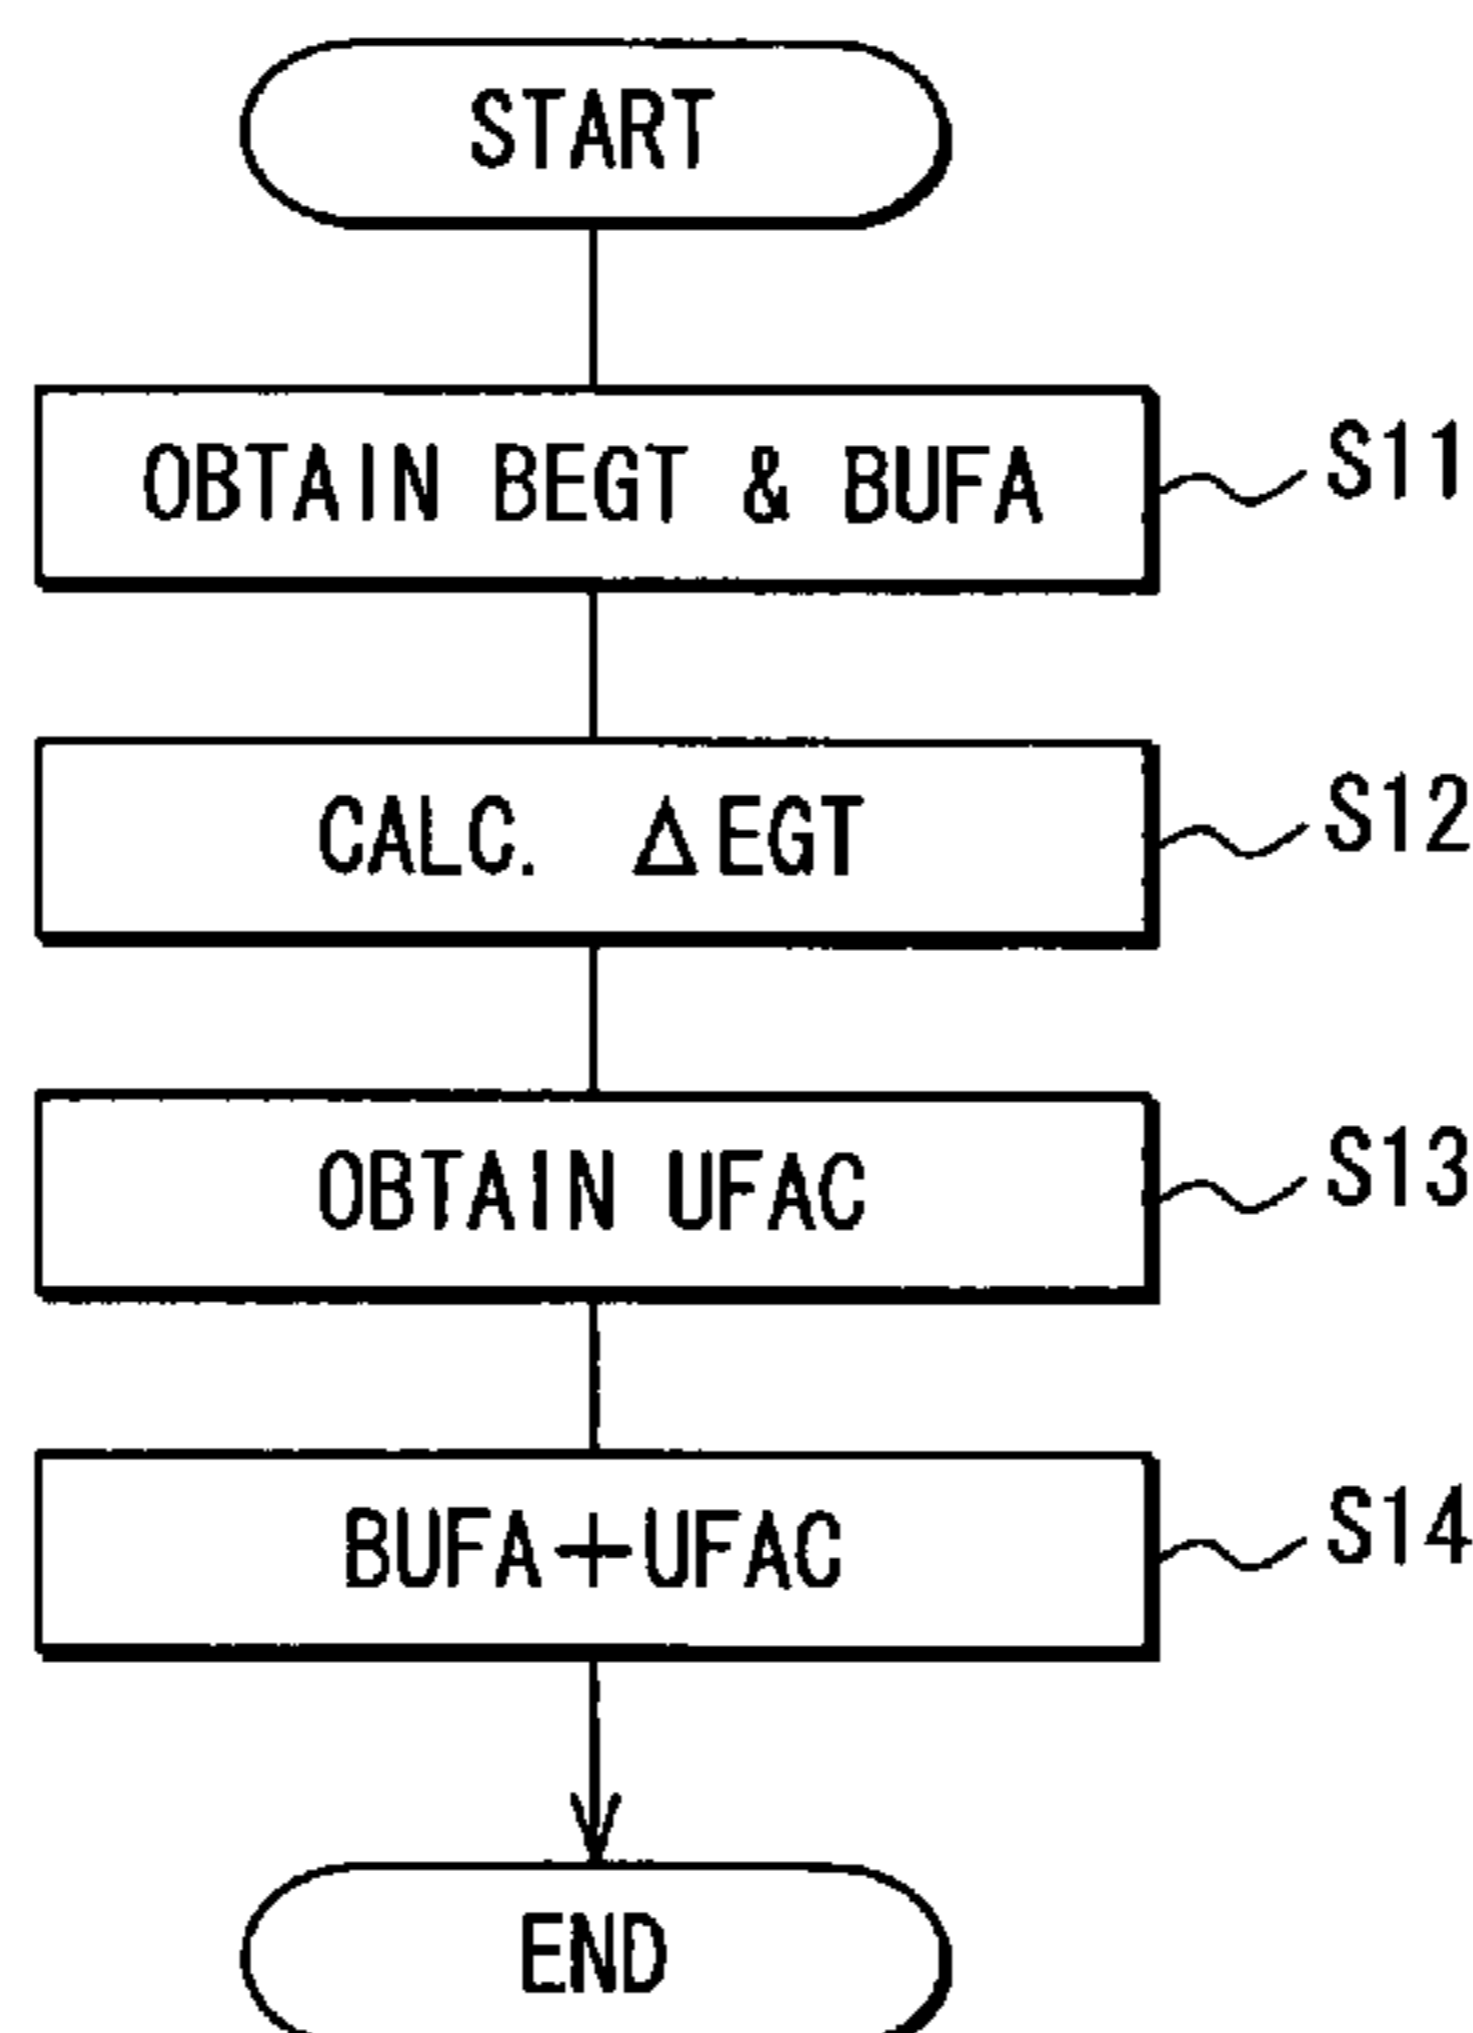 START
OBTAIN BEGT & BUFA
S11
CALC. ΔEGT
S12
OBTAIN UFAC
S13
BUFA+UFAC
S14
END